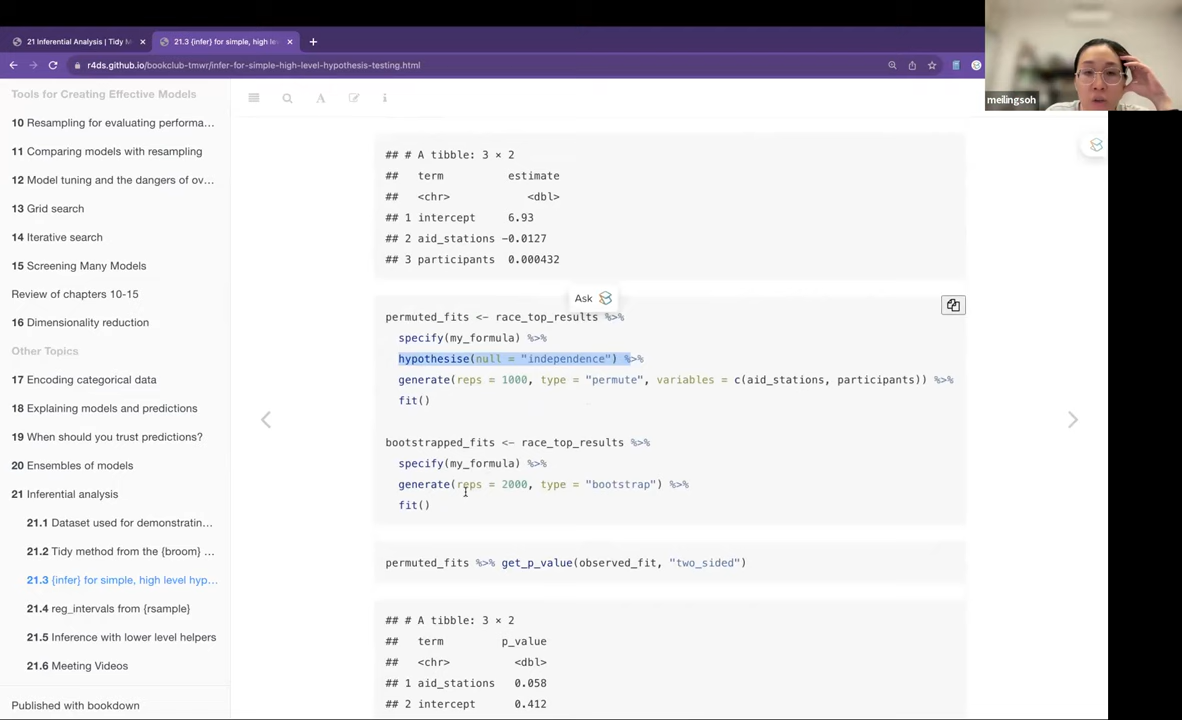 21 Inferential Analysis | Tidy M
21.3 {infer} for simple, high le
r4ds.github.io/bookclub-tmwr/infer-for-simple-high-level-hypothesis-testing.html
meilingsoh
Tools for Creating Effective Models
10 Resampling for evaluating performa...
11 Comparing models with resampling
12 Model tuning and the dangers of ov...
13 Grid search
14 Iterative search
15 Screening Many Models
Review of chapters 10-15
16 Dimensionality reduction
Other Topics
17 Encoding categorical data
18 Explaining models and predictions
19 When should you trust predictions?
20 Ensembles of models
21 Inferential analysis
21.1 Dataset used for demonstratin...
21.2 Tidy method from the {broom} ...
21.3 {infer} for simple, high level hyp...
21.4 reg_intervals from {rsample}
21.5 Inference with lower level helpers
21.6 Meeting Videos
Published with bookdown
## # A tibble: 3 × 2
##   term         estimate
##   <chr>           <dbl>
## 1 intercept     6.93
## 2 aid_stations -0.0127
## 3 participants  0.000432
Ask
permuted_fits <- race_top_results %>%
  specify(my_formula) %>%
  hypothesise(null = "independence") %>%
  generate(reps = 1000, type = "permute", variables = c(aid_stations, participants)) %>%
  fit()
bootstrapped_fits <- race_top_results %>%
  specify(my_formula) %>%
  generate(reps = 2000, type = "bootstrap") %>%
  fit()
permuted_fits %>% get_p_value(observed_fit, "two_sided")
## # A tibble: 3 × 2
##   term         p_value
##   <chr>          <dbl>
## 1 aid_stations   0.058
## 2 intercept      0.412